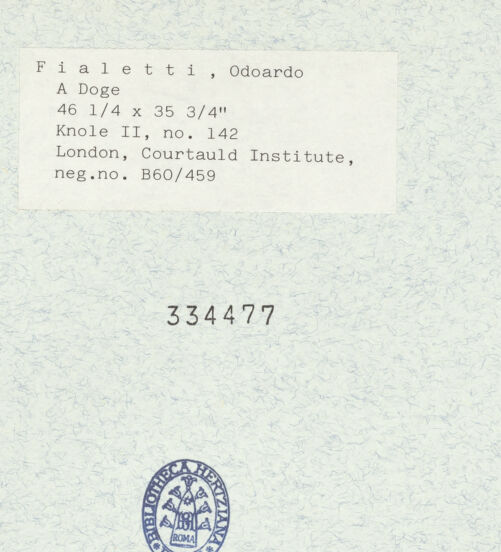 F i a l e t t i , Odoardo
A Doge
46 1/4 x 35 3/4"
Knole II, no. 142
London, Courtauld Institute,
neg.no. B60/459
334477
BIBLIOTHECA HERTZIANA
ROMA